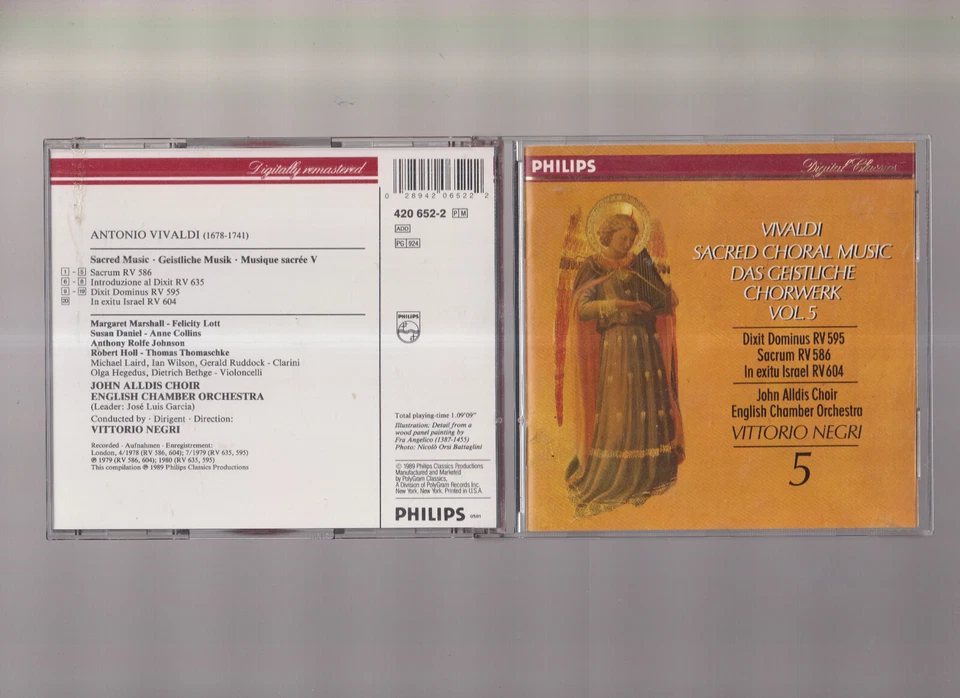 Digitally remastered
0 28942 06522 2
420 652-2 PM
ADD
PG 924
ANTONIO VIVALDI (1678-1741)
Sacred Music · Geistliche Musik · Musique sacrée V
1 - 5 Sacrum RV 586
6 - 8 Introduzione al Dixit RV 635
9 - 19 Dixit Dominus RV 595
20 In exitu Israel RV 604
Margaret Marshall - Felicity Lott
Susan Daniel - Anne Collins
Anthony Rolfe Johnson
Robert Holl - Thomas Thomaschke
Michael Laird, Ian Wilson, Gerald Ruddock - Clarini
Olga Hegedus, Dietrich Bethge - Violoncelli
JOHN ALLDIS CHOIR
ENGLISH CHAMBER ORCHESTRA
(Leader: José Luis Garcia)
Conducted by · Dirigent · Direction:
VITTORIO NEGRI
Recorded · Aufnahmen · Enregistrement:
London, 4/1978 (RV 586, 604); 7/1979 (RV 635, 595)
℗ 1979 (RV 586, 604); 1980 (RV 635, 595)
This compilation ℗ 1989 Philips Classics Productions
PHILIPS
Total playing-time 1.09'09"
Illustration: Detail from a
wood panel painting by
Fra Angelico (1387-1455)
Photo: Nicolò Orsi Battaglini
© 1989 Philips Classics Productions
Manufactured and Marketed
by PolyGram Classics,
A Division of PolyGram Records Inc.
New York, New York. Printed in U.S.A.
PHILIPS 0501
PHILIPS Digital Classics
VIVALDI
SACRED CHORAL MUSIC
DAS GEISTLICHE
CHORWERK
VOL. 5
Dixit Dominus RV 595
Sacrum RV 586
In exitu Israel RV 604
John Alldis Choir
English Chamber Orchestra
VITTORIO NEGRI
5